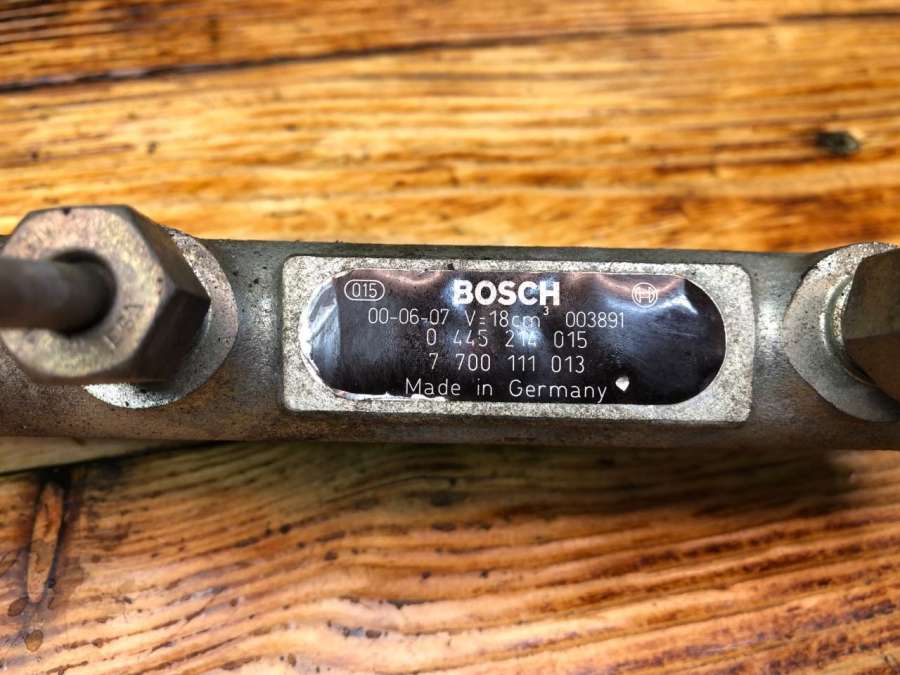 015 BOSCH
00-06-07 V=18cm³ 003891
0 445 214 015
7 700 111 013
Made in Germany